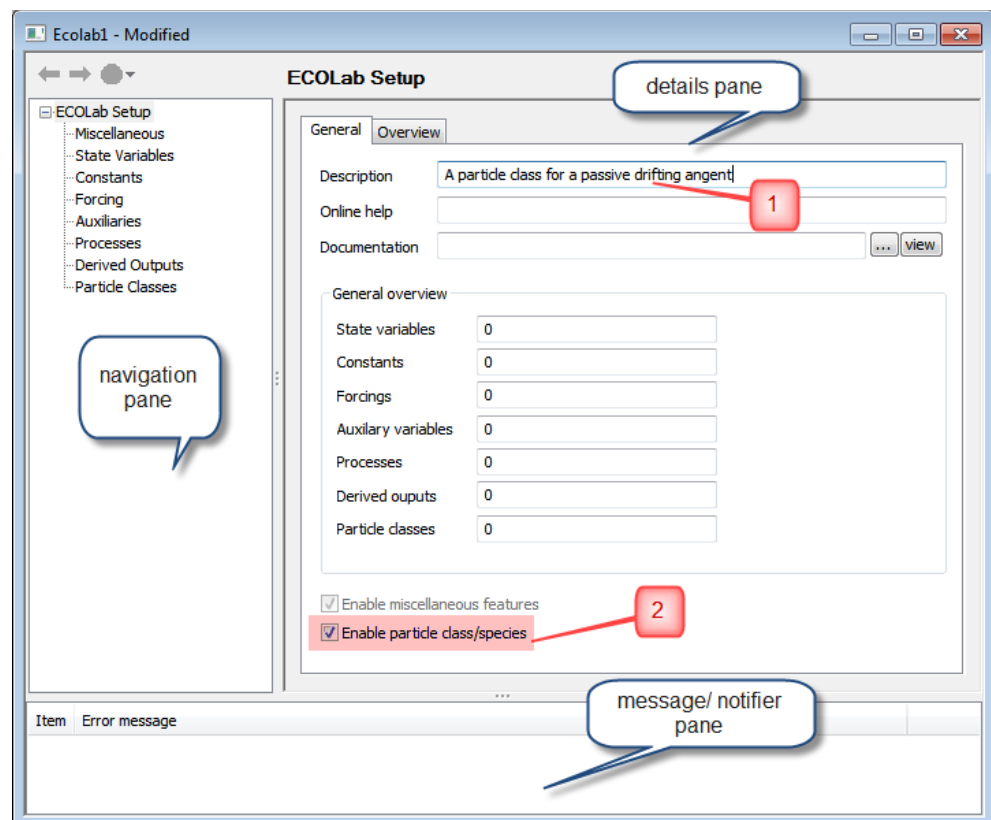 Ecolab1 - Modified
ECOLab Setup
details pane
ECOLab Setup
Miscellaneous
State Variables
Constants
Forcing
Auxiliaries
Processes
Derived Outputs
Particle Classes
navigation
pane
General
Overview
Description
A particle class for a passive drifting angent
1
Online help
Documentation
... view
General overview
State variables 0
Constants 0
Forcings 0
Auxilary variables 0
Processes 0
Derived ouputs 0
Particle classes 0
Enable miscellaneous features
2
Enable particle class/species
message/ notifier
pane
Item Error message